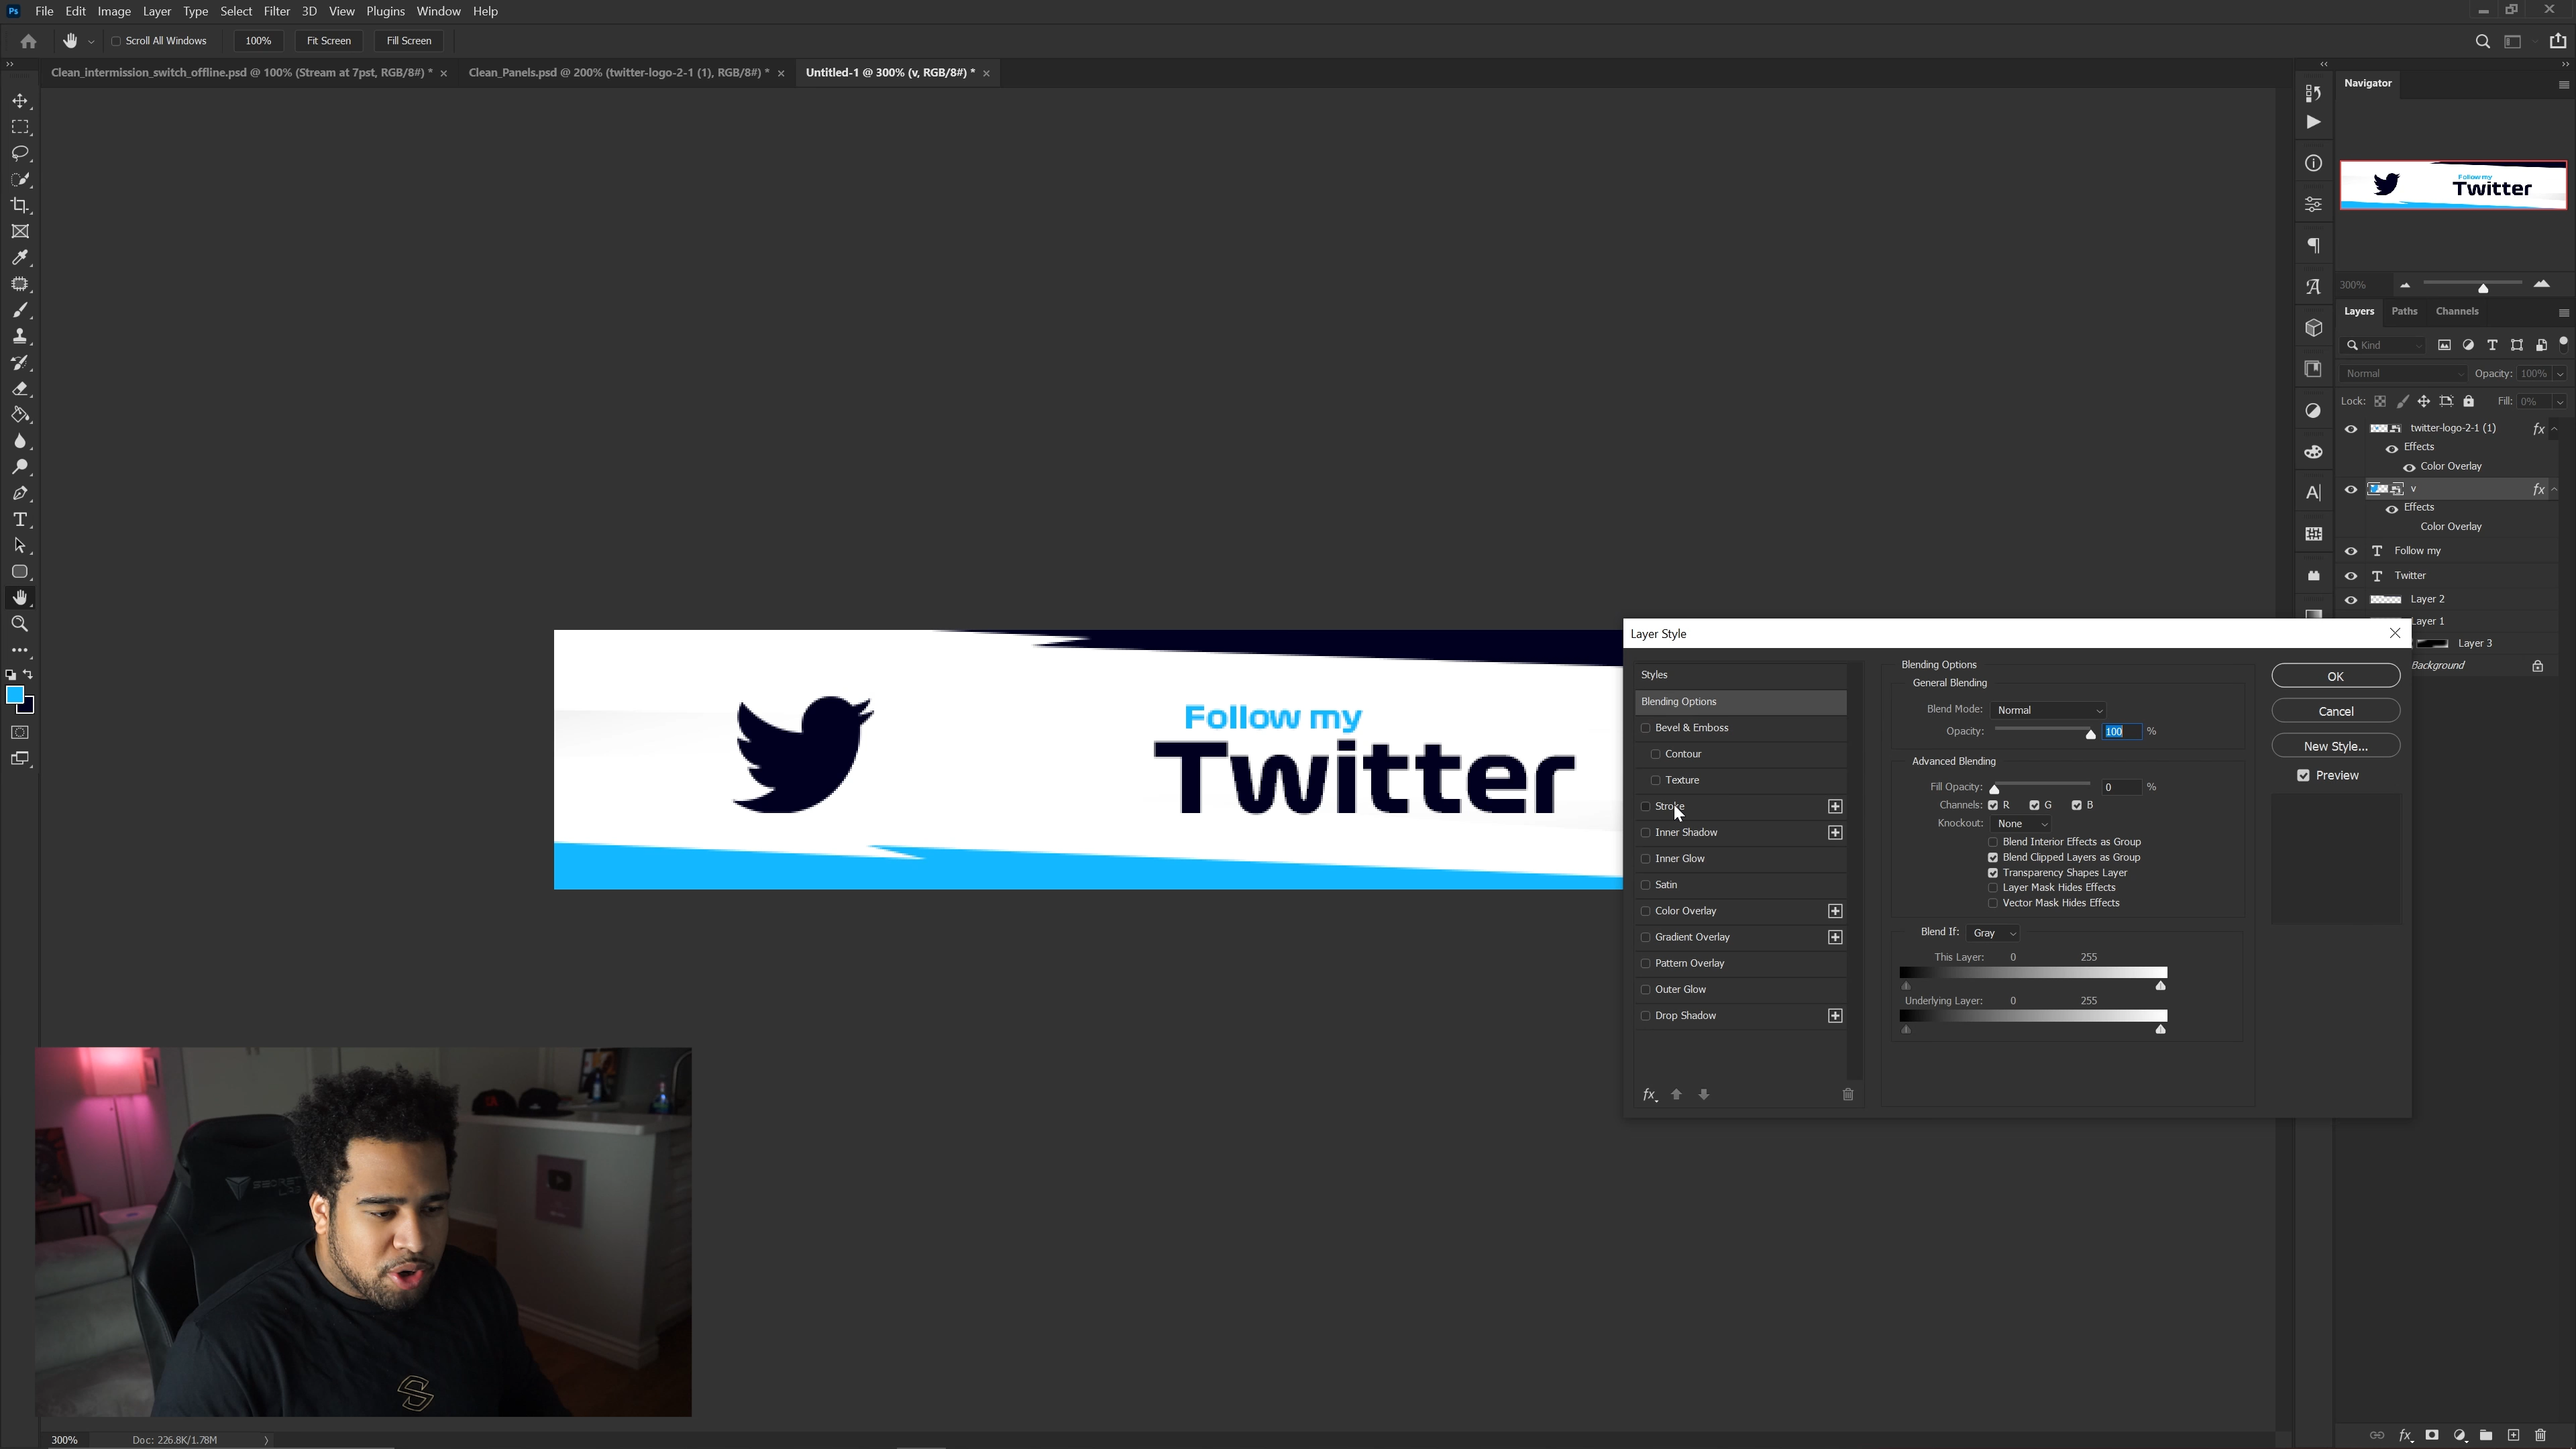 Ps File Edit Image Layer Type Select Filter 3D View Plugins Window Help
Scroll All Windows 100% Fit Screen Fill Screen
Clean_intermission_switch_offline.psd @ 100% (Stream at 7pst, RGB/8#) * × Clean_Panels.psd @ 200% (twitter-logo-2-1 (1), RGB/8#) * × Untitled-1 @ 300% (v, RGB/8#) * ×
Navigator
Follow my
Twitter
300%
Layers Paths Channels
Kind
Normal Opacity: 100%
Lock: Fill: 0%
twitter-logo-2-1 (1) fx
Effects
Color Overlay
v fx
Effects
Color Overlay
Follow my
Twitter
Layer 2
Layer 1
Layer 3
Background
Follow my
Twitter
Layer Style
Styles
Blending Options
Bevel & Emboss
Contour
Texture
Stroke
Inner Shadow
Inner Glow
Satin
Color Overlay
Gradient Overlay
Pattern Overlay
Outer Glow
Drop Shadow
fx
Blending Options
General Blending
Blend Mode: Normal
Opacity: 100 %
Advanced Blending
Fill Opacity: 0 %
Channels: R G B
Knockout: None
Blend Interior Effects as Group
Blend Clipped Layers as Group
Transparency Shapes Layer
Layer Mask Hides Effects
Vector Mask Hides Effects
Blend If: Gray
This Layer: 0 255
Underlying Layer: 0 255
OK
Cancel
New Style...
Preview
300% Doc: 226.8K/1.78M
fx